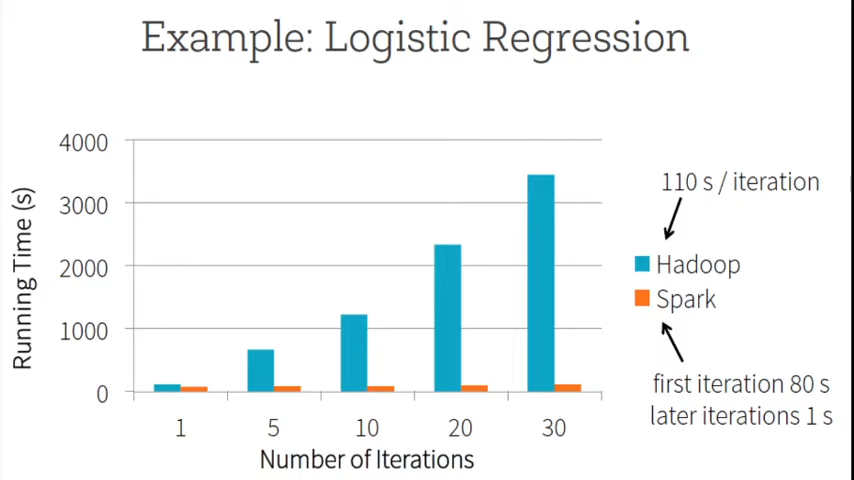 Example: Logistic Regression
4000
3000
2000
1000
0
Running Time (s)
1 5 10 20 30
Number of Iterations
110 s / iteration
Hadoop
Spark
first iteration 80 s
later iterations 1 s